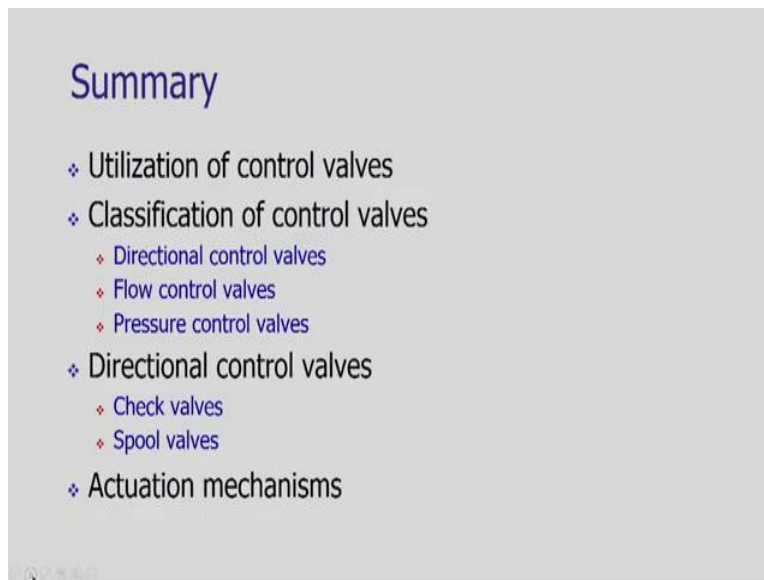 Summary
Utilization of control valves
Classification of control valves
Directional control valves
Flow control valves
Pressure control valves
Directional control valves
Check valves
Spool valves
Actuation mechanisms